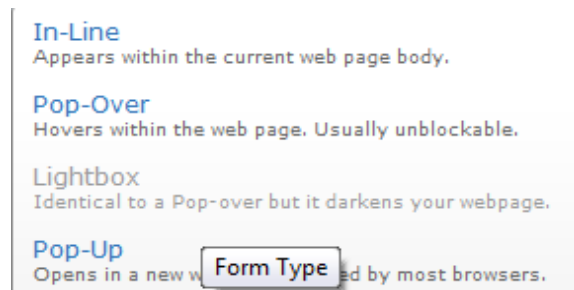 In-Line
Appears within the current web page body.
Pop-Over
Hovers within the web page. Usually unblockable.
Lightbox
Identical to a Pop-over but it darkens your webpage.
Pop-Up
Opens in a new by most browsers.
Form Type